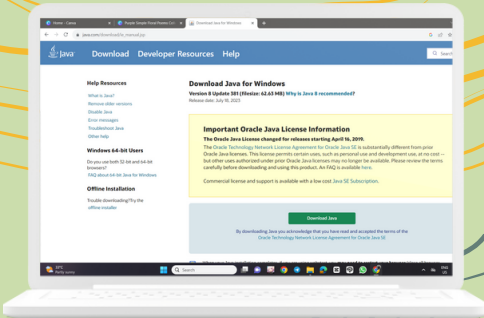 Home - Canva
Download Java for Windows
java.com/download/ie_manual.jsp
Java
Download Developer Resources Help
Search
Help Resources
What is Java?
Remove older versions
Disable Java
Error messages
Troubleshoot Java
Other help
Windows 64-bit Users
Do you use both 32-bit and 64-bit
browsers?
FAQ about 64-bit Java for Windows
Offline Installation
Trouble downloading? Try the
offline installer
Download Java for Windows
Version 8 Update 381 (filesize: 62.63 MB) Why is Java 8 recommended?
Release date: July 18, 2023
Important Oracle Java License Information
The Oracle Java License changed for releases starting April 16, 2019.
The Oracle Technology Network License Agreement for Oracle Java SE is substantially different from prior
Oracle Java licenses. This license permits certain uses, such as personal use and development use, at no cost --
but other uses authorized under prior Oracle Java licenses may no longer be available. Please review the terms
carefully before downloading and using this product. An FAQ is available here.
Commercial license and support is available with a low cost Java SE Subscription.
Download Java
By downloading Java you acknowledge that you have read and accepted the terms of the
Oracle Technology Network License Agreement for Oracle Java SE
Partly sunny
Search